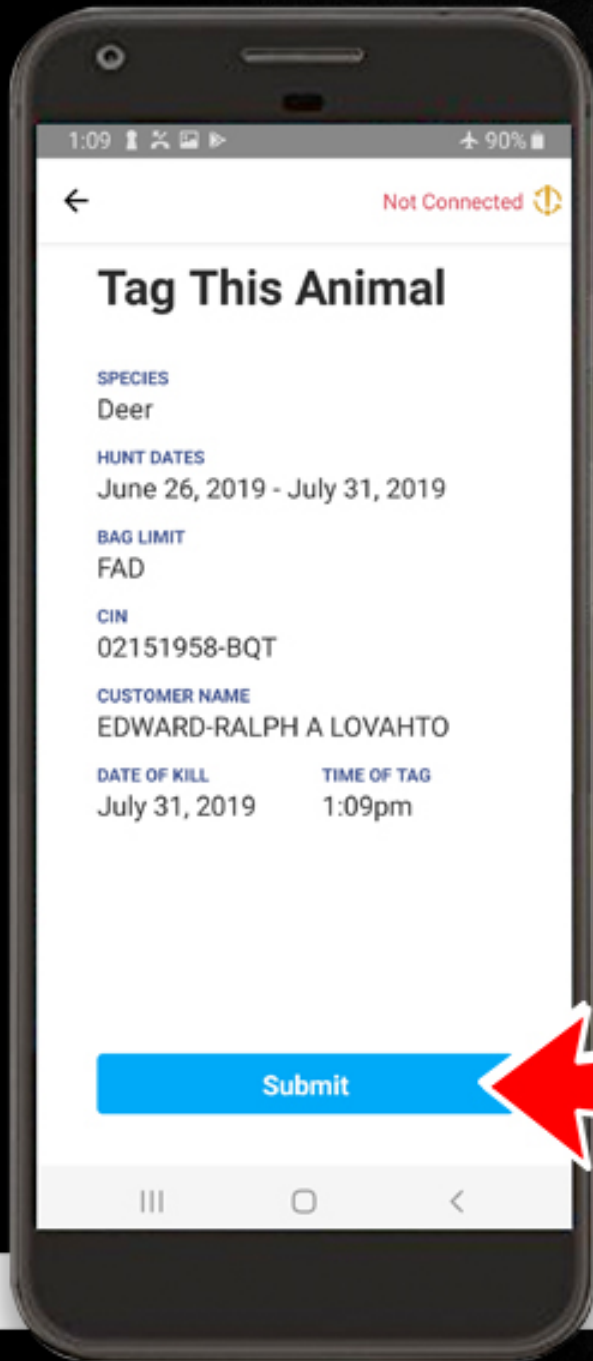 1:09 90%
Not Connected
Tag This Animal
SPECIES
Deer
HUNT DATES
June 26, 2019 - July 31, 2019
BAG LIMIT
FAD
CIN
02151958-BQT
CUSTOMER NAME
EDWARD-RALPH A LOVAHTO
DATE OF KILL TIME OF TAG
July 31, 2019 1:09pm
Submit